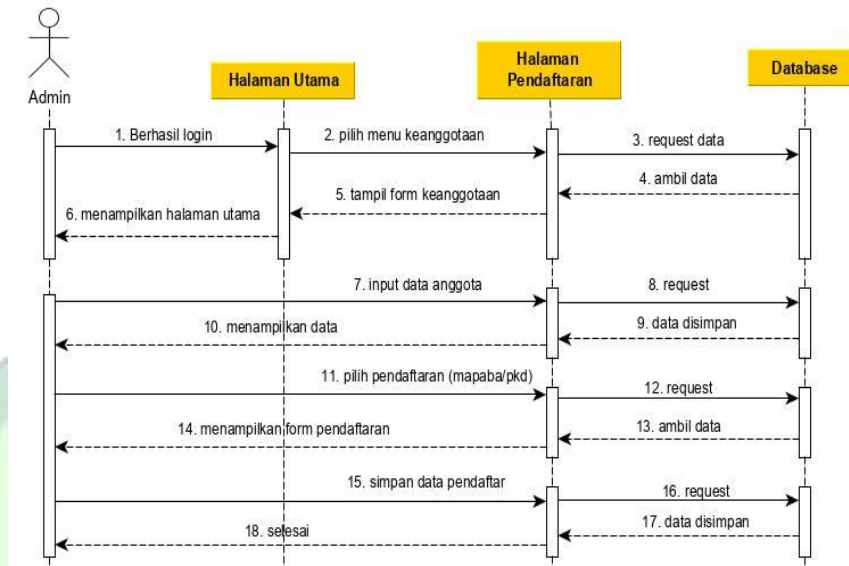 Admin
Halaman Utama
Halaman
Pendaftaran
Database
1. Berhasil login
2. pilih menu keanggotaan
3. request data
4. ambil data
5. tampil form keanggotaan
6. menampilkan halaman utama
7. input data anggota
8. request
9. data disimpan
10. menampilkan data
11. pilih pendaftaran (mapaba/pkd)
12. request
13. ambil data
14. menampilkan form pendaftaran
15. simpan data pendaftar
16. request
17. data disimpan
18. selesai